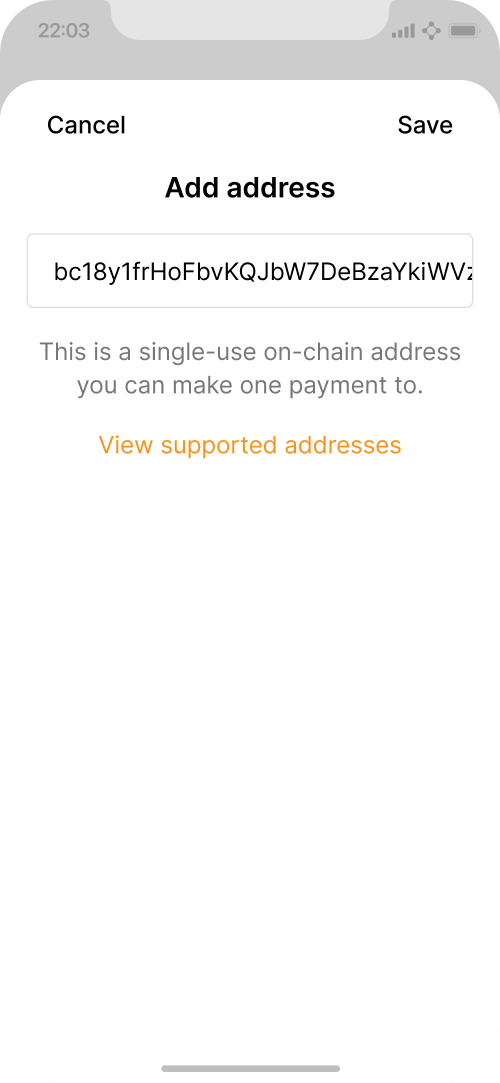 22:03
Cancel
Save
Add address
bc18y1frHoFbvKQJbW7DeBzaYkiWVz
This is a single-use on-chain address
you can make one payment to.
View supported addresses